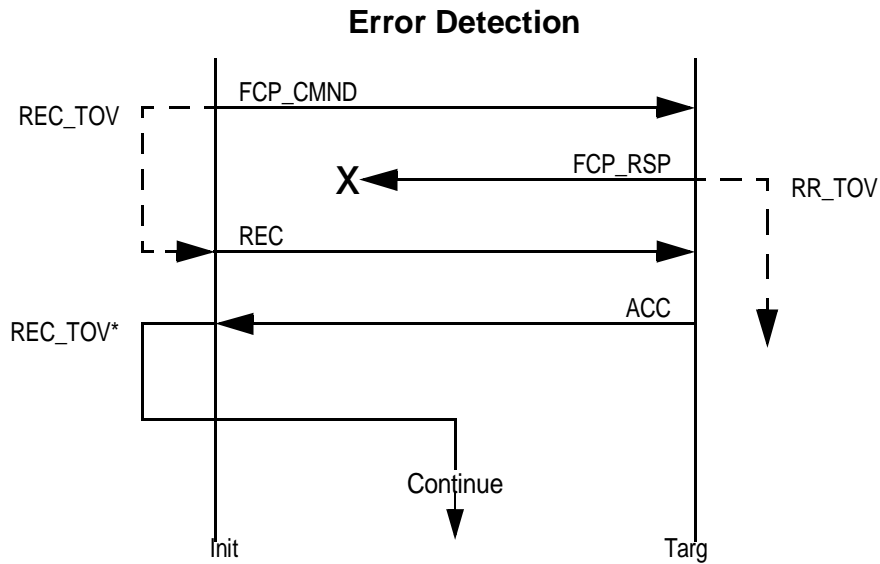 Error Detection
FCP_CMND
REC_TOV
FCP_RSP
X
RR_TOV
REC
ACC
REC_TOV*
Continue
Init
Targ